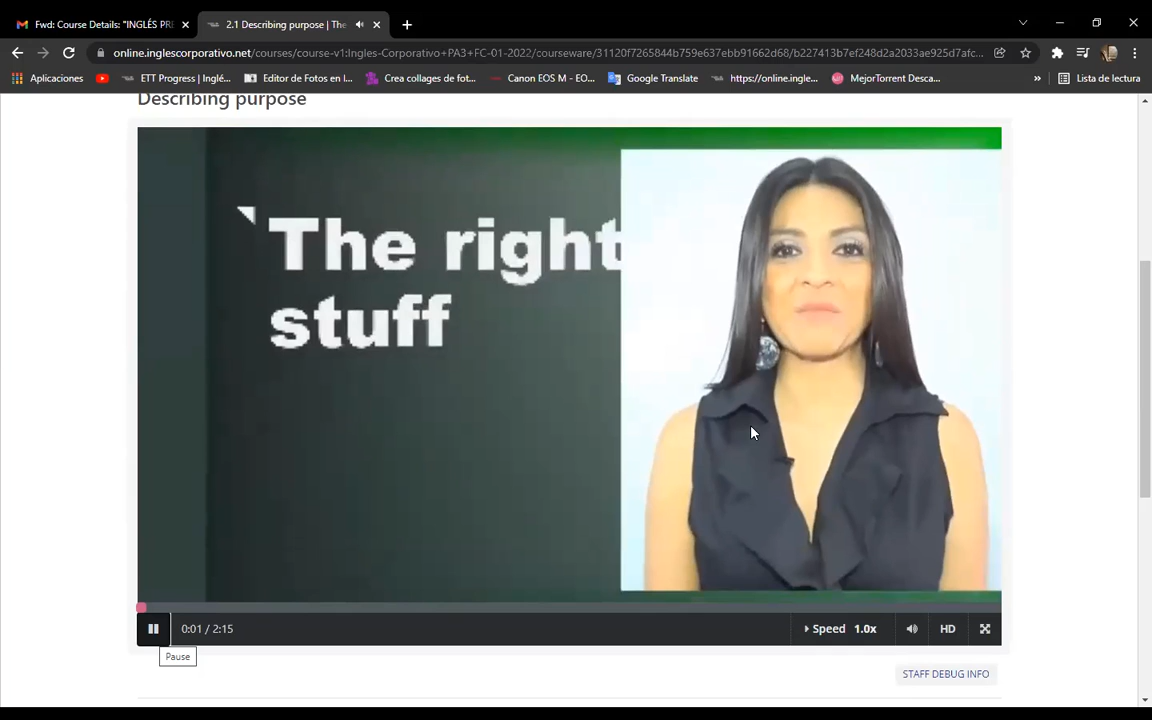 Fwd: Course Details: "INGLÉS PRE
2.1 Describing purpose | The
online.inglescorporativo.net/courses/course-v1:Ingles-Corporativo+PA3+FC-01-2022/courseware/31120f7265844b759e637ebb91662d68/b227413b7ef248d2a2033ae925d7afc...
Aplicaciones
ETT Progress | Inglé...
Editor de Fotos en l...
Crea collages de fot...
Canon EOS M - EO...
Google Translate
https://online.ingle...
MejorTorrent Desca...
»
Lista de lectura
Describing purpose
The right
stuff
0:01 / 2:15
Speed 1.0x
HD
Pause
STAFF DEBUG INFO